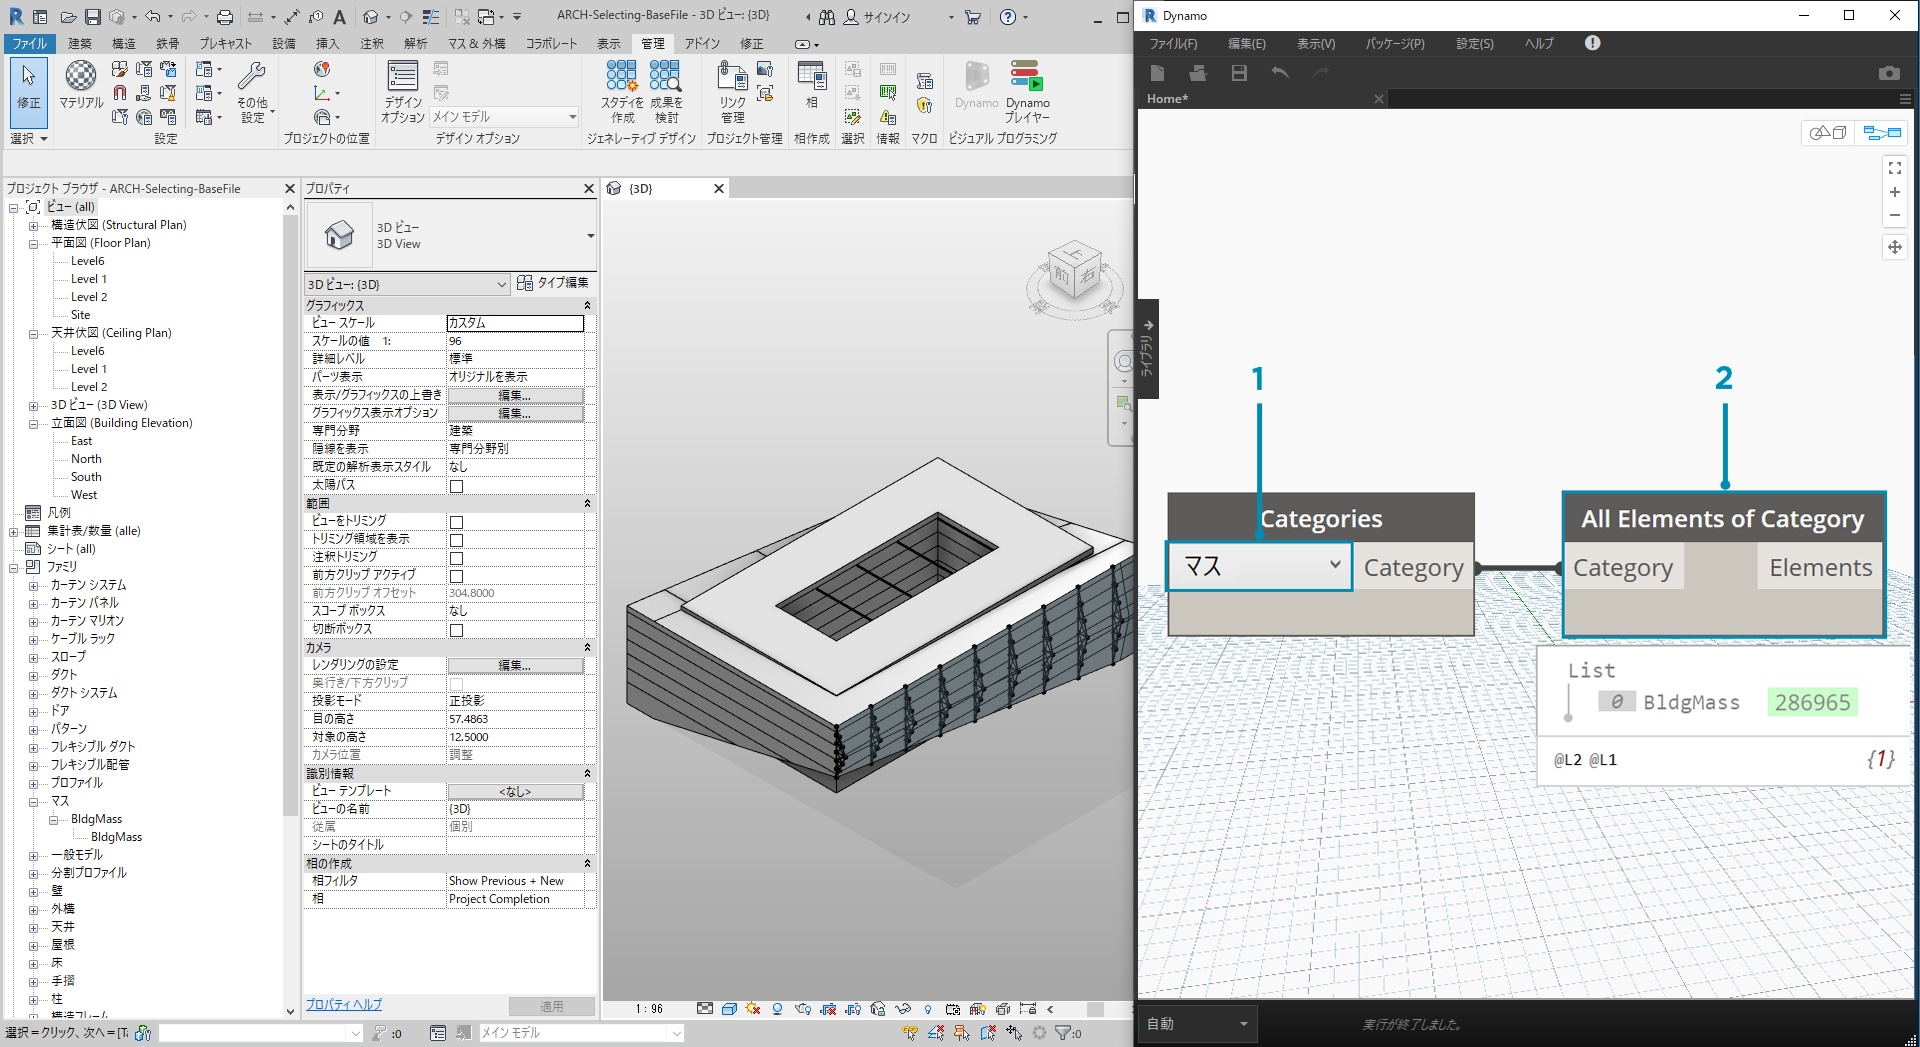 ARCH-Selecting-BaseFile - 3D ビュー: {3D}
サインイン
ファイル 建築 構造 鉄骨 プレキャスト 設備 挿入 注釈 解析 マス & 外構 コラボレート 表示 管理 アドイン 修正
修正
マテリアル
その他
設定
デザイン
オプション
メイン モデル
スタディを
作成
成果を
検討
リンク
管理
相
Dynamo
Dynamo
プレイヤー
選択 設定 プロジェクトの位置 デザイン オプション ジェネレーティブ デザイン プロジェクト管理 相作成 選択 情報 マクロ ビジュアル プログラミング
プロジェクト ブラウザ - ARCH-Selecting-BaseFile
ビュー (all)
構造伏図 (Structural Plan)
平面図 (Floor Plan)
Level6
Level 1
Level 2
Site
天井伏図 (Ceiling Plan)
Level6
Level 1
Level 2
3D ビュー (3D View)
立面図 (Building Elevation)
East
North
South
West
凡例
集計表/数量 (alle)
シート (all)
ファミリ
カーテン システム
カーテン パネル
カーテン マリオン
ケーブル ラック
スロープ
ダクト
ダクト システム
ドア
パターン
フレキシブル ダクト
フレキシブル配管
プロファイル
マス
BldgMass
BldgMass
一般モデル
分割プロファイル
壁
外構
天井
屋根
床
手摺
柱
構造フレーム
プロパティ
3D ビュー
3D View
3D ビュー: {3D}
タイプ編集
グラフィックス
ビュー スケール カスタム
スケールの値 1: 96
詳細レベル 標準
パーツ表示 オリジナルを表示
表示/グラフィックスの上書き 編集...
グラフィックス表示オプション 編集...
専門分野 建築
隠線を表示 専門分野別
既定の解析表示スタイル なし
太陽パス
範囲
ビューをトリミング
トリミング領域を表示
注釈トリミング
前方クリップ アクティブ
前方クリップ オフセット 304.8000
スコープ ボックス なし
切断ボックス
カメラ
レンダリングの設定 編集...
奥行き/下方クリップ
投影モード 正投影
目の高さ 57.4863
対象の高さ 12.5000
カメラ位置 調整
識別情報
ビュー テンプレート <なし>
ビューの名前 {3D}
従属 個別
シートのタイトル
相の作成
相フィルタ Show Previous + New
相 Project Completion
プロパティ ヘルプ
適用
{3D}
上
前
右
1 : 96
選択 = クリック、次へ = [Ta
:0
メイン モデル
:0
Dynamo
ファイル(F) 編集(E) 表示(V) パッケージ(P) 設定(S) ヘルプ
Home*
ライブラリ
1
2
Categories
マス
Category
All Elements of Category
Category
Elements
List
0 BldgMass 286965
@L2 @L1 {1}
自動
実行が終了しました。